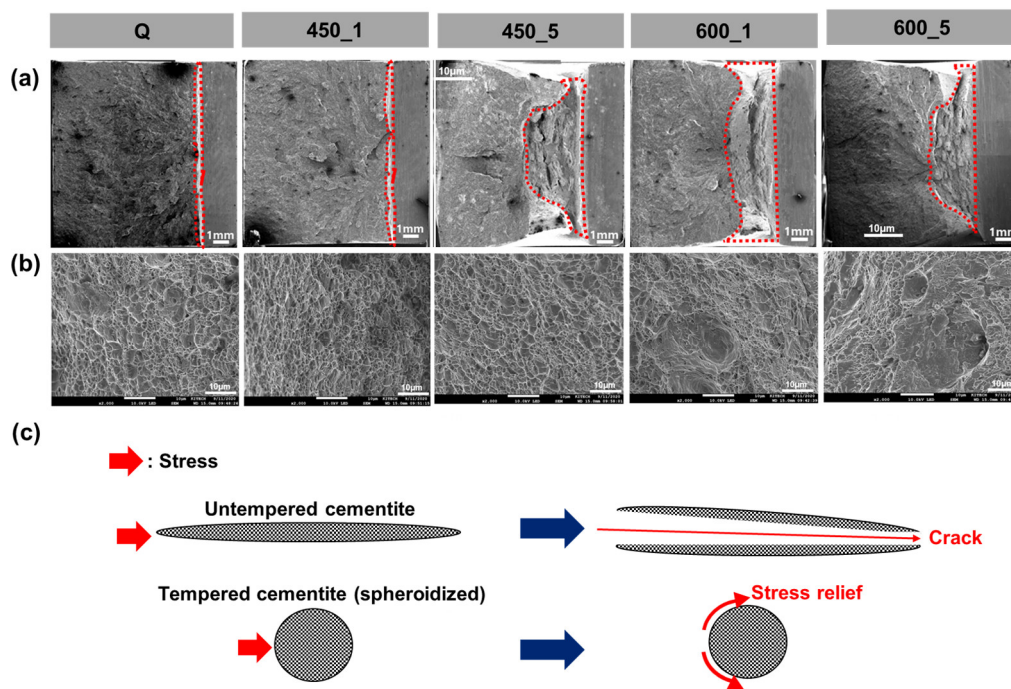 Q 450_1 450_5 600_1 600_5
(a)
10μm
10μm
1mm 1mm 1mm 1mm 1mm
(b)
10μm 10μm 10μm 10μm 10μm
(c)
: Stress
Untempered cementite
Crack
Tempered cementite (spheroidized)
Stress relief